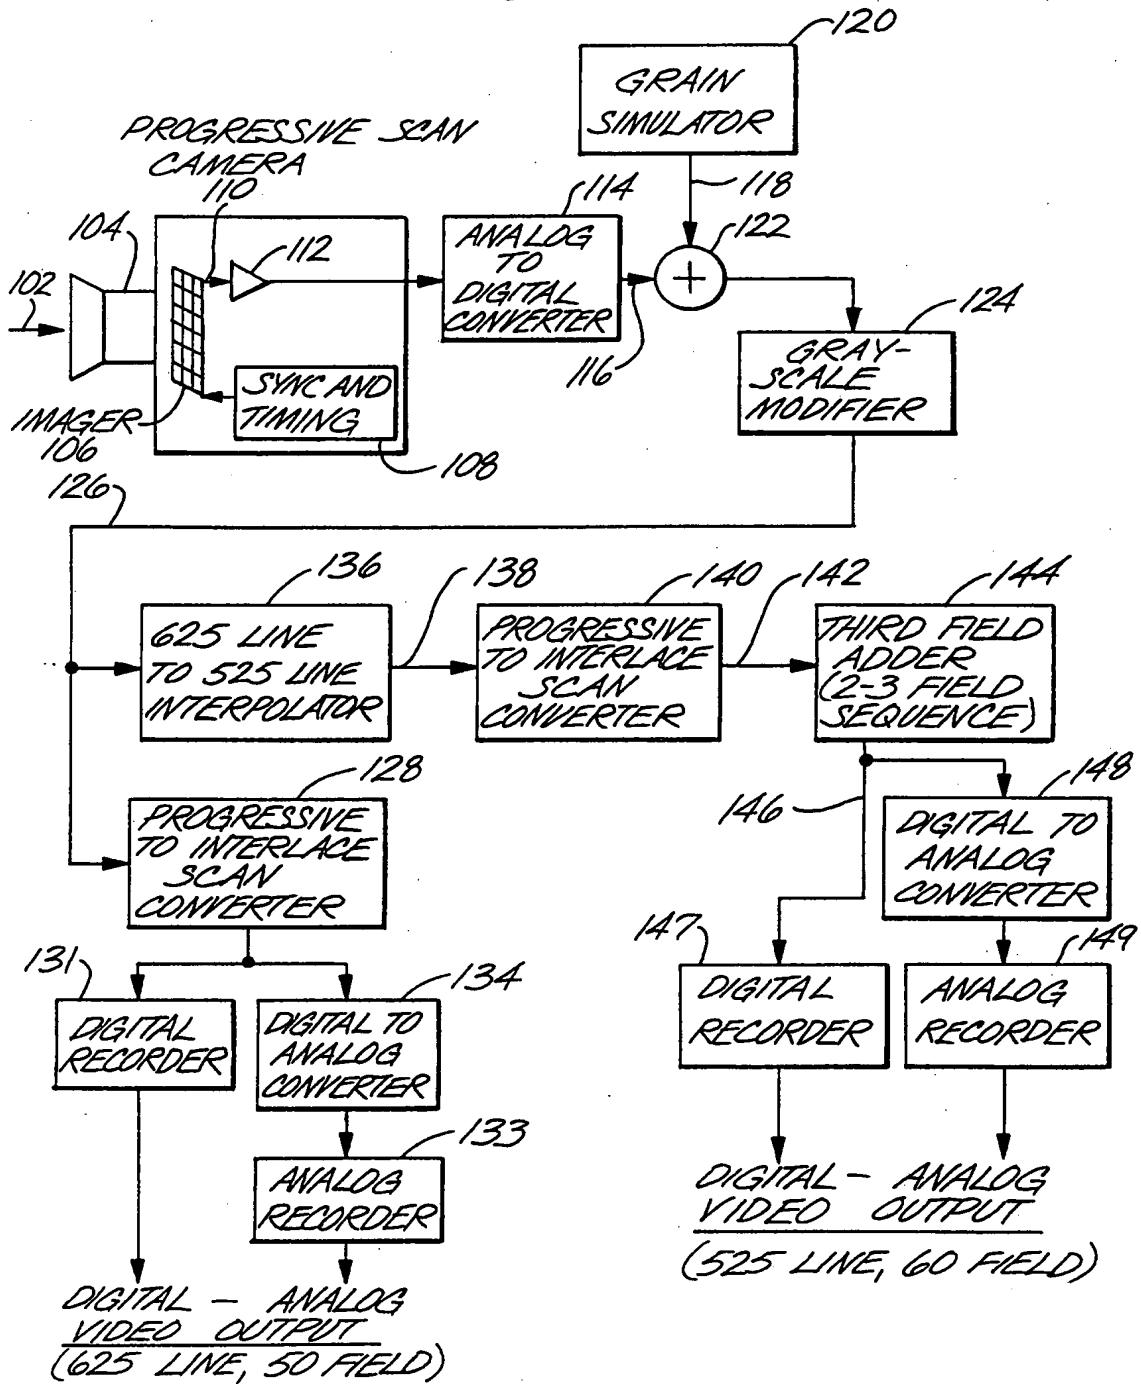 120
GRAIN
SIMULATOR
118
PROGRESSIVE SCAN
CAMERA
110
104
112
102
114
ANALOG
TO
DIGITAL
CONVERTER
116
122
124
GRAY-
SCALE
MODIFIER
SYNC AND
TIMING
IMAGER
106
108
126
136
625 LINE
TO 525 LINE
INTERPOLATOR
138
140
PROGRESSIVE
TO INTERLACE
SCAN
CONVERTER
142
144
THIRD FIELD
ADDER
(2-3 FIELD
SEQUENCE)
128
PROGRESSIVE
TO INTERLACE
SCAN
CONVERTER
146
148
DIGITAL TO
ANALOG
CONVERTER
131
DIGITAL
RECORDER
134
DIGITAL TO
ANALOG
CONVERTER
147
DIGITAL
RECORDER
149
ANALOG
RECORDER
133
ANALOG
RECORDER
DIGITAL - ANALOG
VIDEO OUTPUT
(525 LINE, 60 FIELD)
DIGITAL - ANALOG
VIDEO OUTPUT
(625 LINE, 50 FIELD)